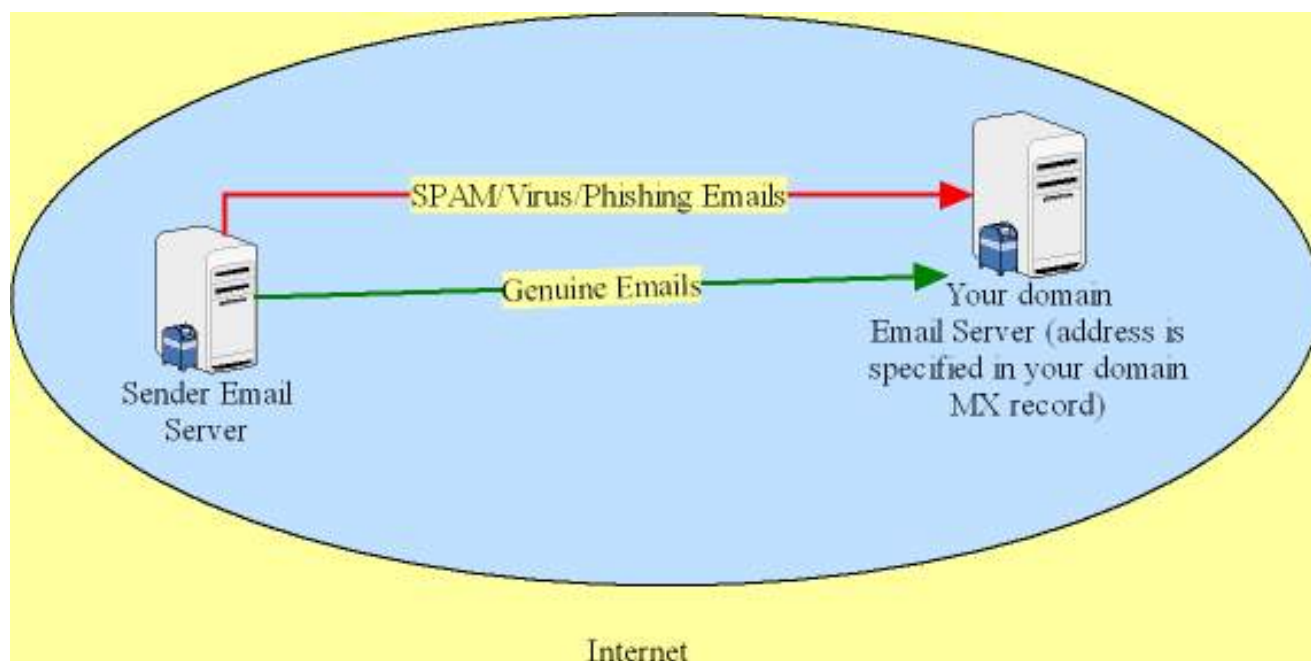 SPAM/Virus/Phishing Emails
Genuine Emails
Sender Email
Server
Your domain
Email Server (address is
specified in your domain
MX record)
Internet